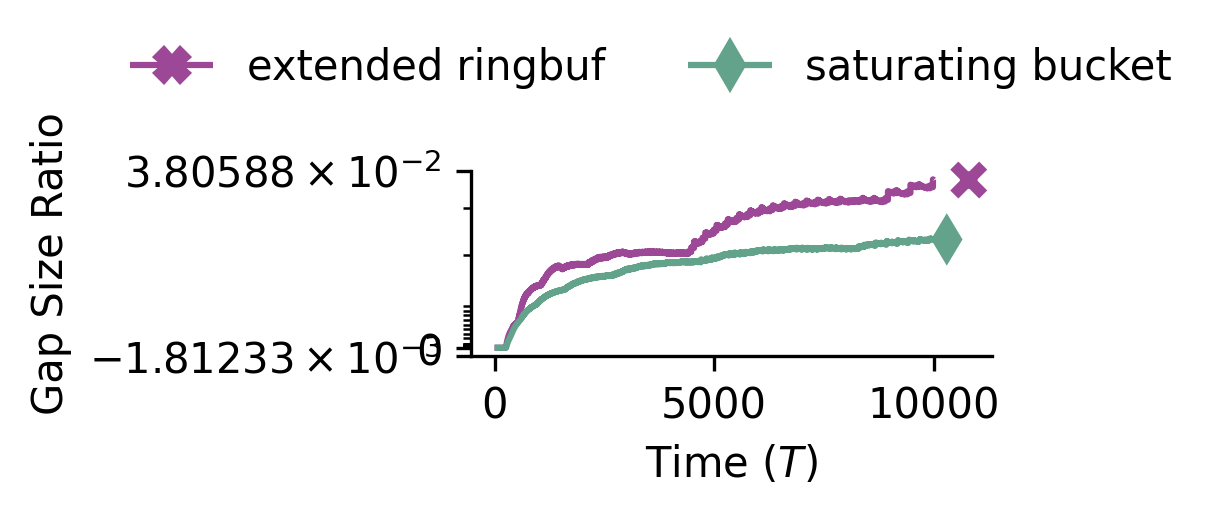 extended ringbuf saturating bucket
Gap Size Ratio
3.80588 × 10⁻²
0
−1.81233 × 10⁻³
0 5000 10000
Time (T)